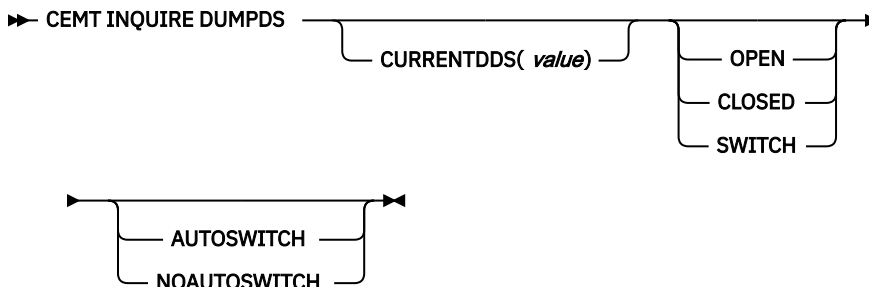 CEMT INQUIRE DUMPDS
CURRENTDDS( value)
OPEN
CLOSED
SWITCH
AUTOSWITCH
NOAUTOSWITCH